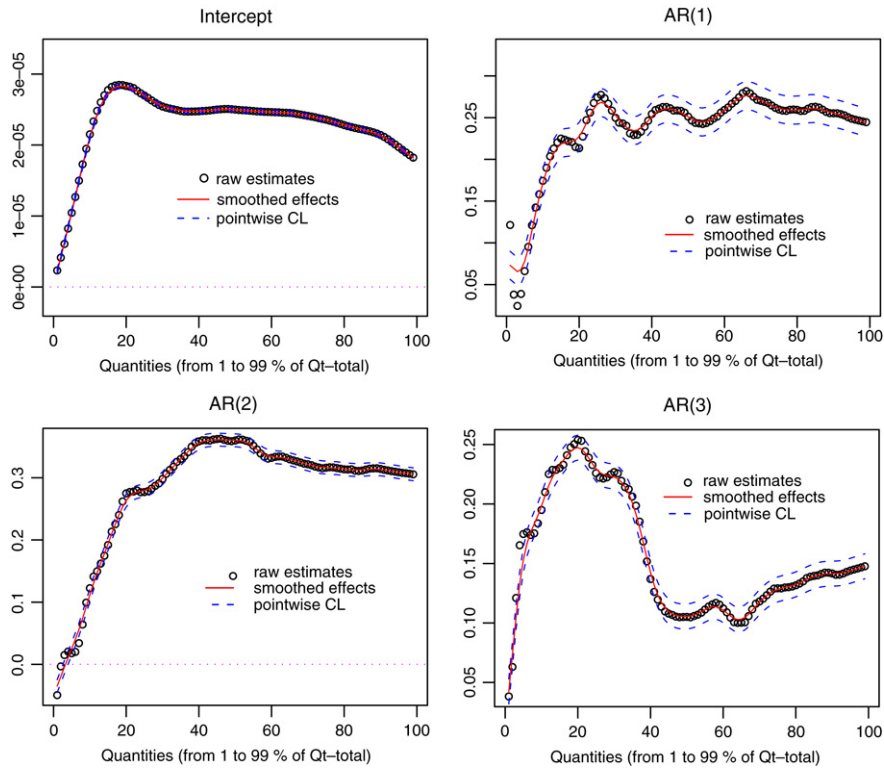 Intercept
3e−05
2e−05
1e−05
0e+00
raw estimates
smoothed effects
pointwise CL
0 20 40 60 80 100
Quantities (from 1 to 99 % of Qt−total)
AR(1)
0.25
0.15
0.05
raw estimates
smoothed effects
pointwise CL
0 20 40 60 80 100
Quantities (from 1 to 99 % of Qt−total)
AR(2)
0.3
0.2
0.1
0.0
raw estimates
smoothed effects
pointwise CL
0 20 40 60 80 100
Quantities (from 1 to 99 % of Qt−total)
AR(3)
0.25
0.20
0.15
0.10
0.05
raw estimates
smoothed effects
pointwise CL
0 20 40 60 80 100
Quantities (from 1 to 99 % of Qt−total)